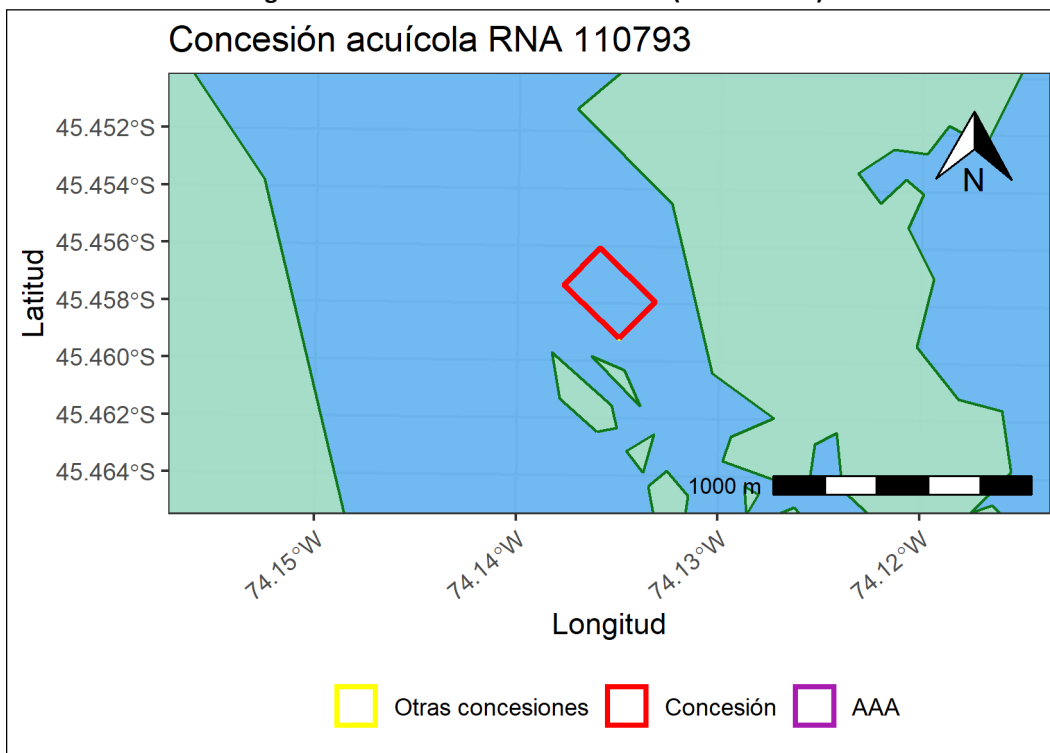 Concesión acuícola RNA 110793
45.452°S
45.454°S
45.456°S
45.458°S
45.460°S
45.462°S
45.464°S
Latitud
N
1000 m
74.15°W
74.14°W
74.13°W
74.12°W
Longitud
Otras concesiones
Concesión
AAA